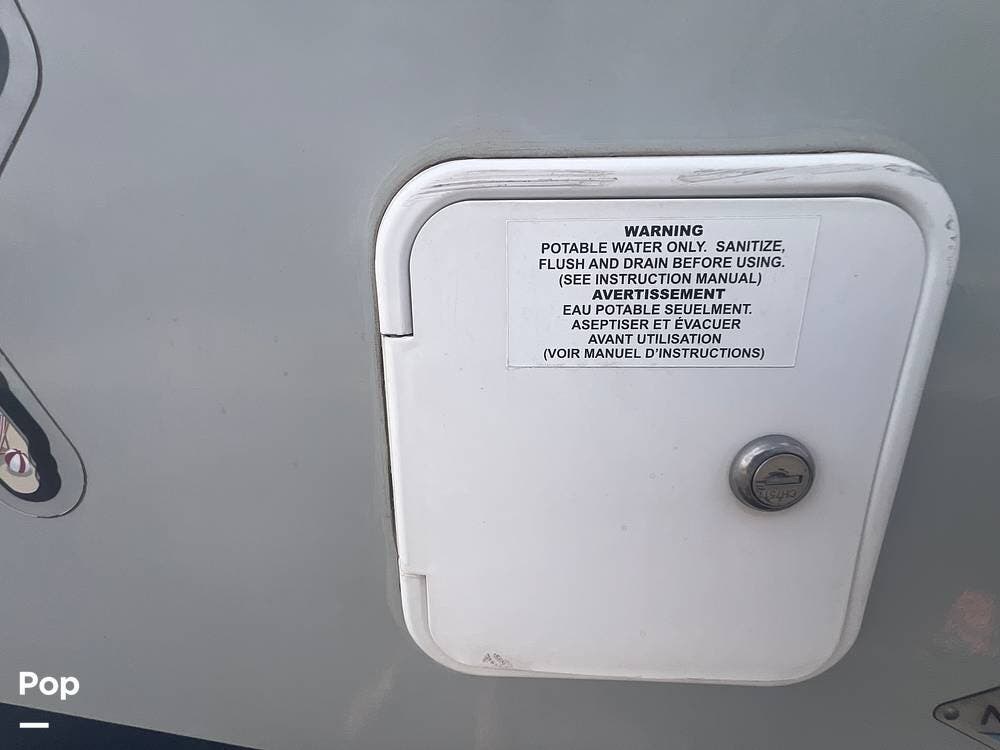 WARNING
POTABLE WATER ONLY.  SANITIZE,
FLUSH AND DRAIN BEFORE USING.
(SEE INSTRUCTION MANUAL)
AVERTISSEMENT
EAU POTABLE SEUELMENT.
ASEPTISER ET ÉVACUER
AVANT UTILISATION
(VOIR MANUEL D'INSTRUCTIONS)
Pop